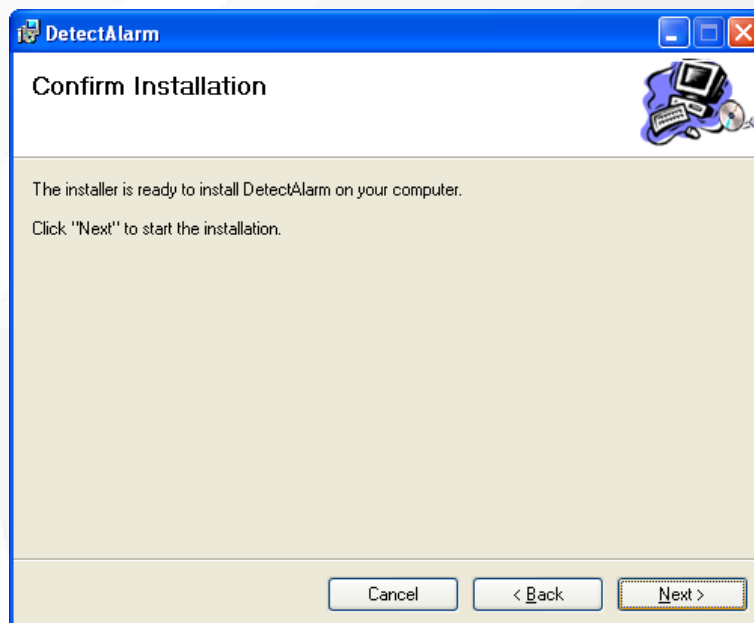 DetectAlarm
Confirm Installation
The installer is ready to install DetectAlarm on your computer.
Click "Next" to start the installation.
Cancel
< Back
Next >